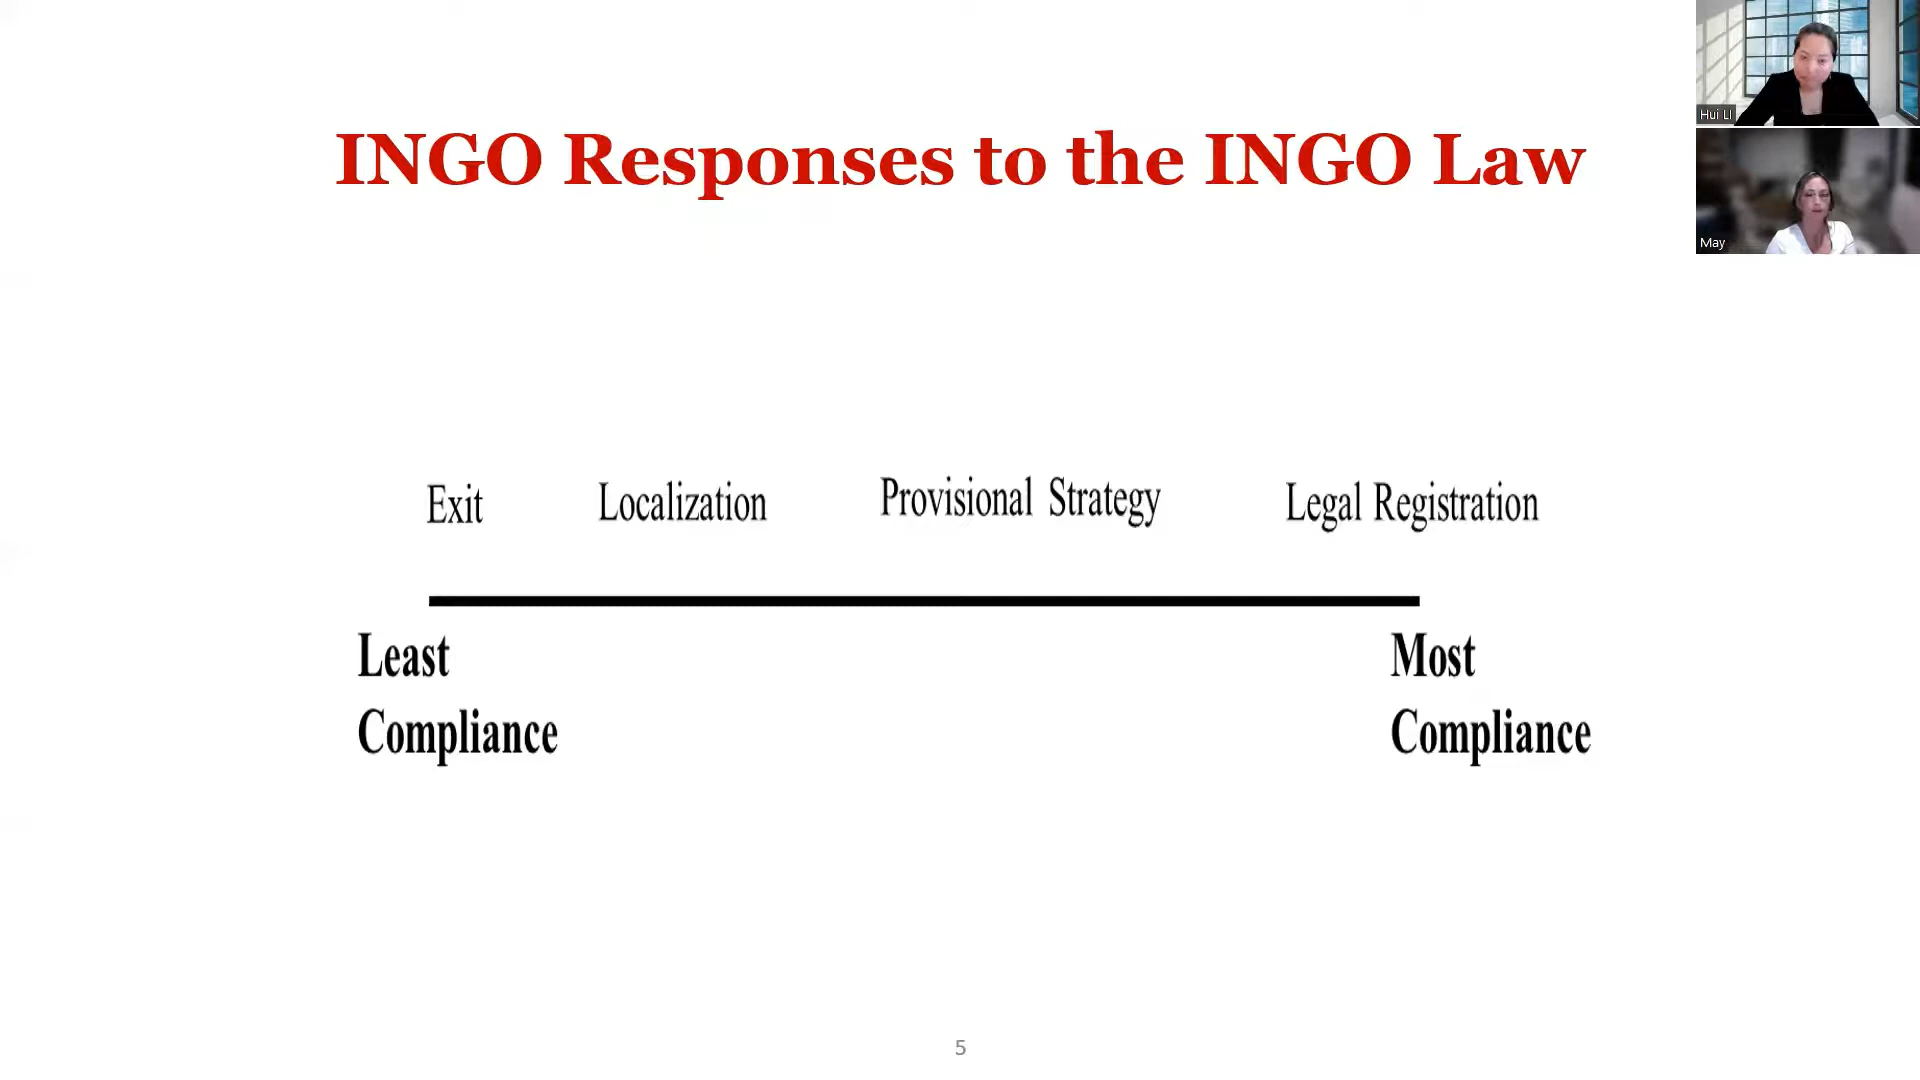 INGO Responses to the INGO Law
Hui LI
May
Exit Localization Provisional Strategy Legal Registration
Least Most
Compliance Compliance
5